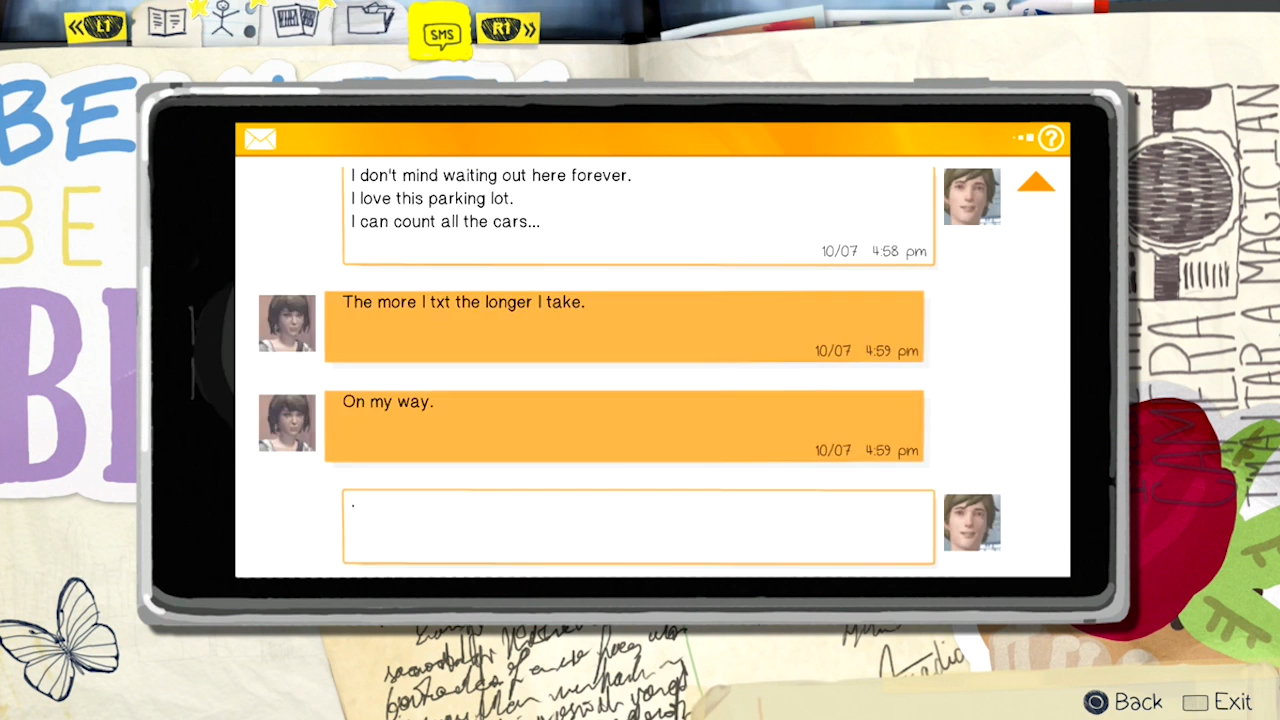 L1
SMS
R1
BE
BE
I don't mind waiting out here forever.
I love this parking lot.
I can count all the cars...
10/07 4:58 pm
The more I txt the longer I take.
10/07 4:59 pm
On my way.
10/07 4:59 pm
.
?
CAMERA
MAGICIAN
Back
Exit